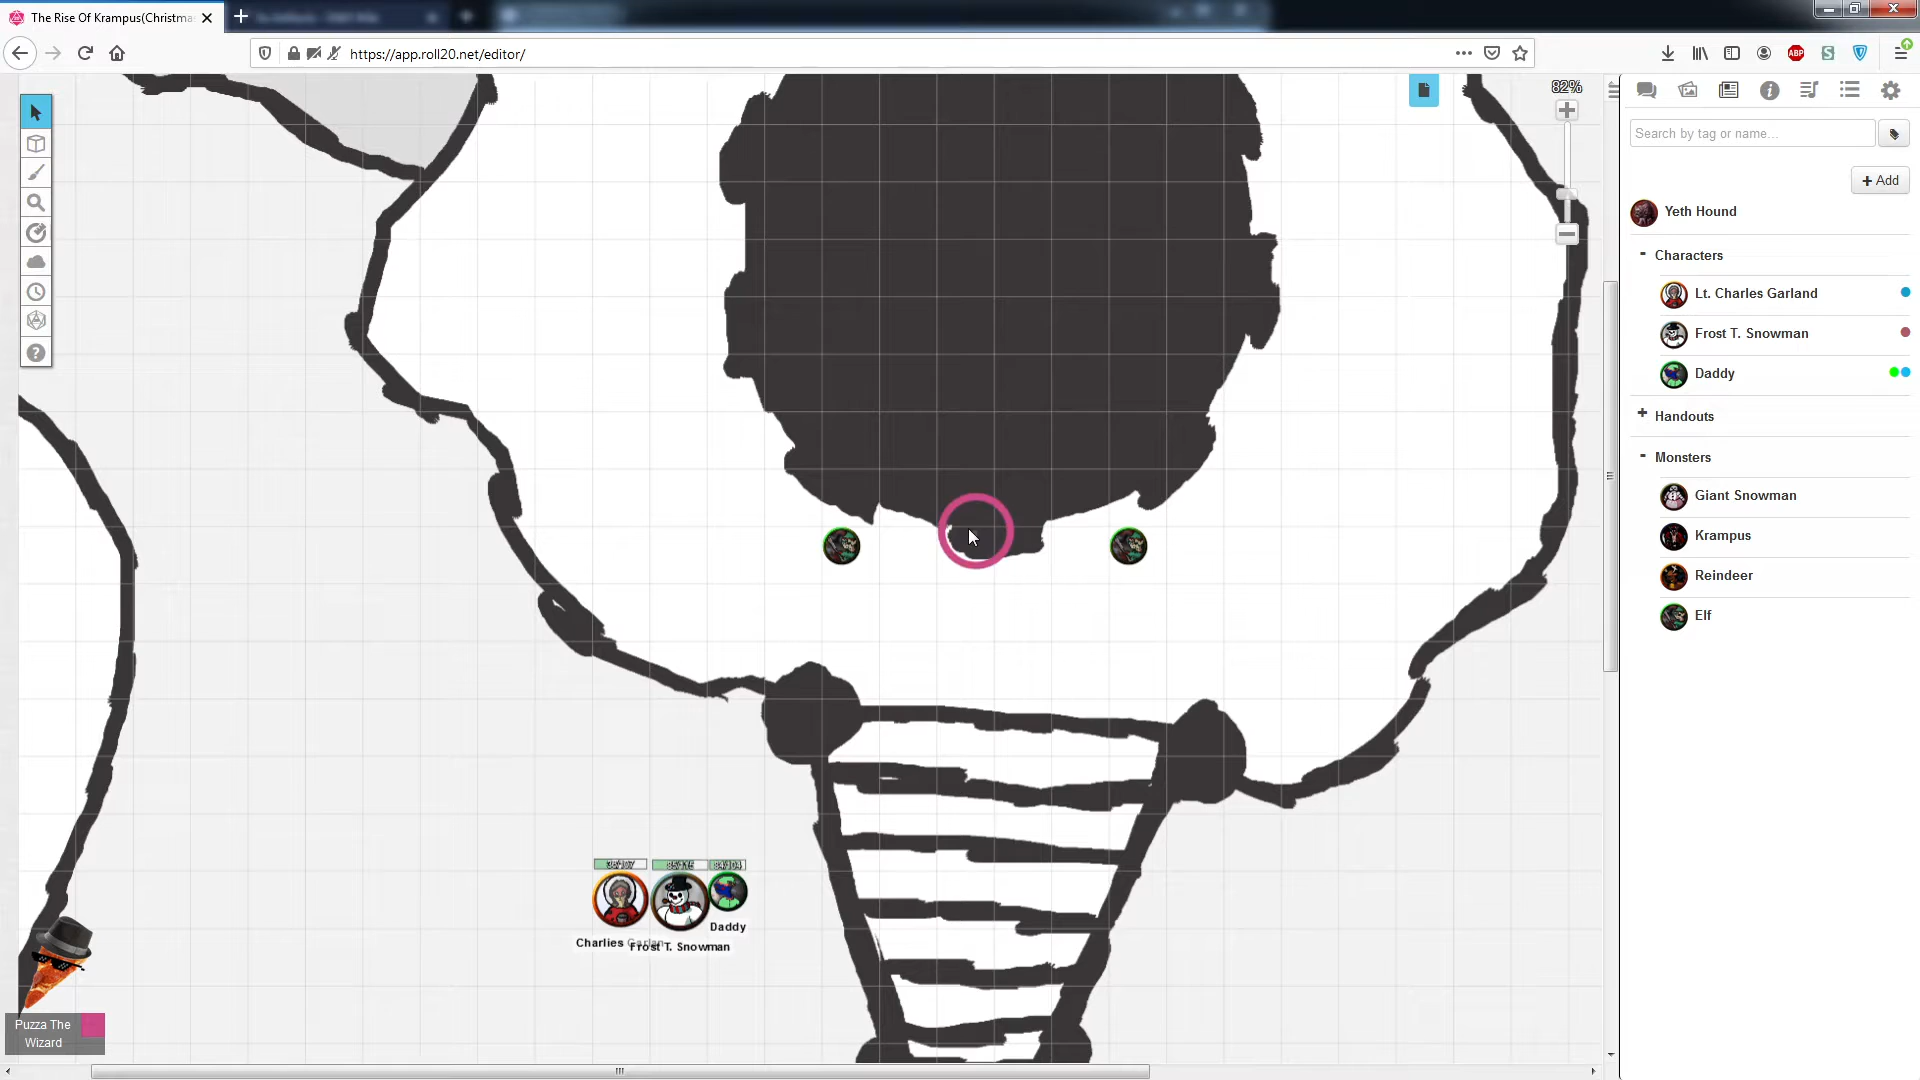 The Rise Of Krampus(Christma
https://app.roll20.net/editor/
82%
Search by tag or name...
+ Add
Yeth Hound
- Characters
Lt. Charles Garland
Frost T. Snowman
Daddy
+ Handouts
- Monsters
Giant Snowman
Krampus
Reindeer
Elf
Daddy
Charlies
Frost T. Snowman
Puzza The
Wizard
ABP